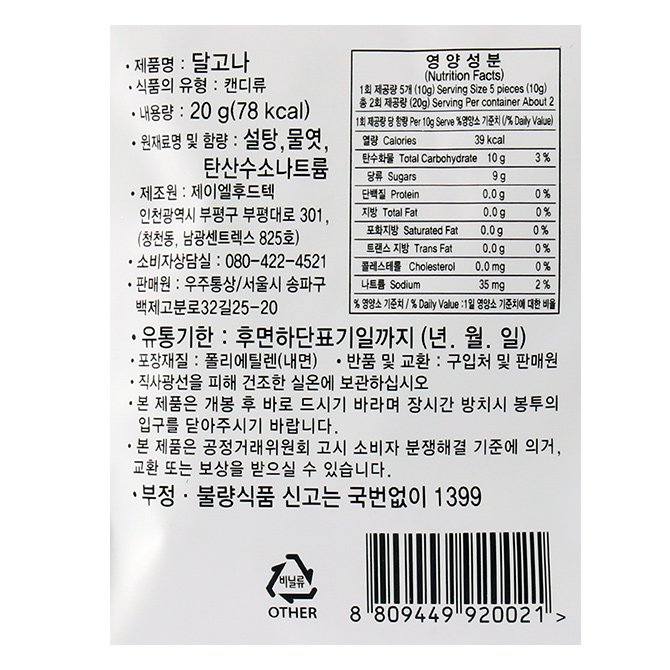 · 제품명 : 달고나
· 식품의 유형 : 캔디류
· 내용량 : 20 g(78 kcal)
· 원재료명 및 함량 : 설탕,물엿,
탄산수소나트륨
· 제조원 : 제이엘후드텍
인천광역시 부평구 부평대로 301,
(청천동, 남광센트렉스 825호)
· 소비자상담실 : 080-422-4521
· 판매원 : 우주통상/서울시 송파구
백제고분로32길25-20
영 양 성 분
(Nutrition Facts)
1회 제공량 5개 (10g) Serving Size 5 pieces (10g)
총 2회 제공량 (20g) Serving Per container About 2
1회 제공량 당 함량 Per 10g Serve %영양소 기준치 (/% Daily Value)
열량 Calories 39 kcal
탄수화물 Total Carbohydrate 10 g 3 %
당류 Sugars 9 g
단백질 Protein 0.0 g 0 %
지방 Total Fat 0.0 g 0 %
포화지방 Saturated Fat 0.0 g 0 %
트랜스 지방 Trans Fat 0.0 g 0 %
콜레스테롤 Cholesterol 0.0 mg 0 %
나트륨 Sodium 35 mg 2 %
% 영양소 기준치 / % Daily Value : 1일 영양소 기준치에 대한 비율
· 유통기한 : 후면하단표기일까지 (년. 월. 일)
· 포장재질 : 폴리에틸렌(내면) · 반품 및 교환 : 구입처 및 판매원
· 직사광선을 피해 건조한 실온에 보관하십시오
· 본 제품은 개봉 후 바로 드시기 바라며 장시간 방치시 봉투의
입구를 닫아주시기 바랍니다.
· 본 제품은 공정거래위원회 고시 소비자 분쟁해결 기준에 의거,
교환 또는 보상을 받으실 수 있습니다.
· 부정 · 불량식품 신고는 국번없이 1399
비닐류
OTHER
8 809449 920021 >